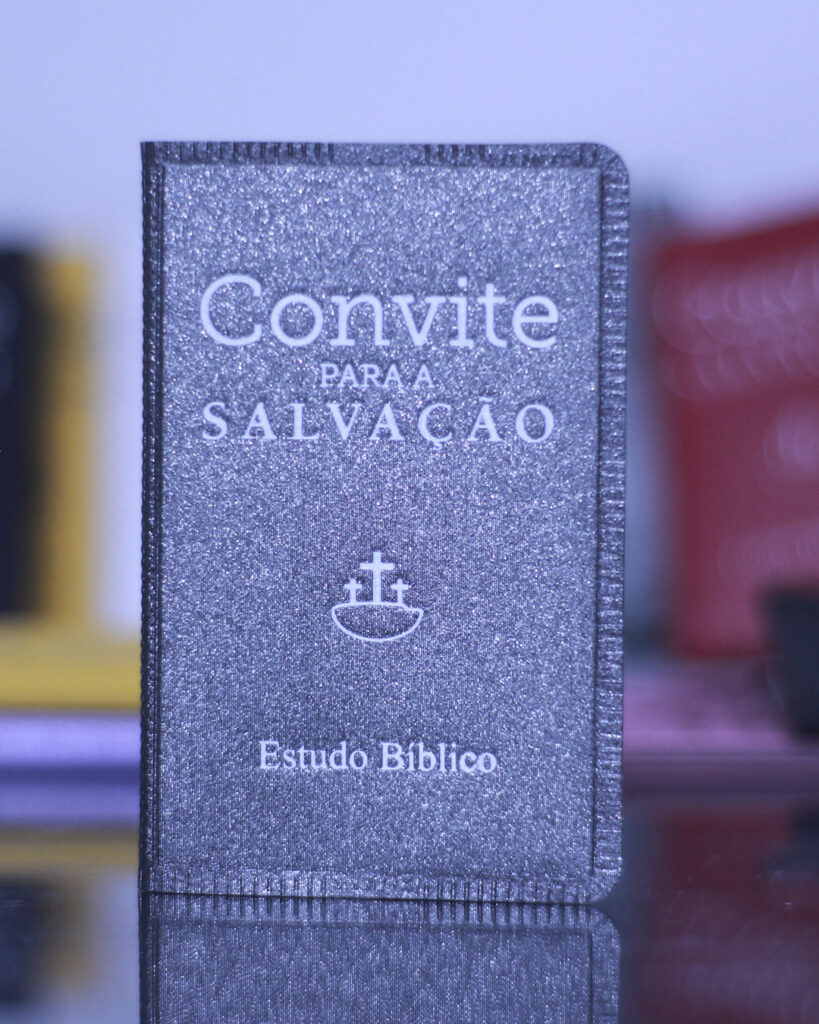 Convite
PARA A
SALVAÇÃO
Estudo Bíblico